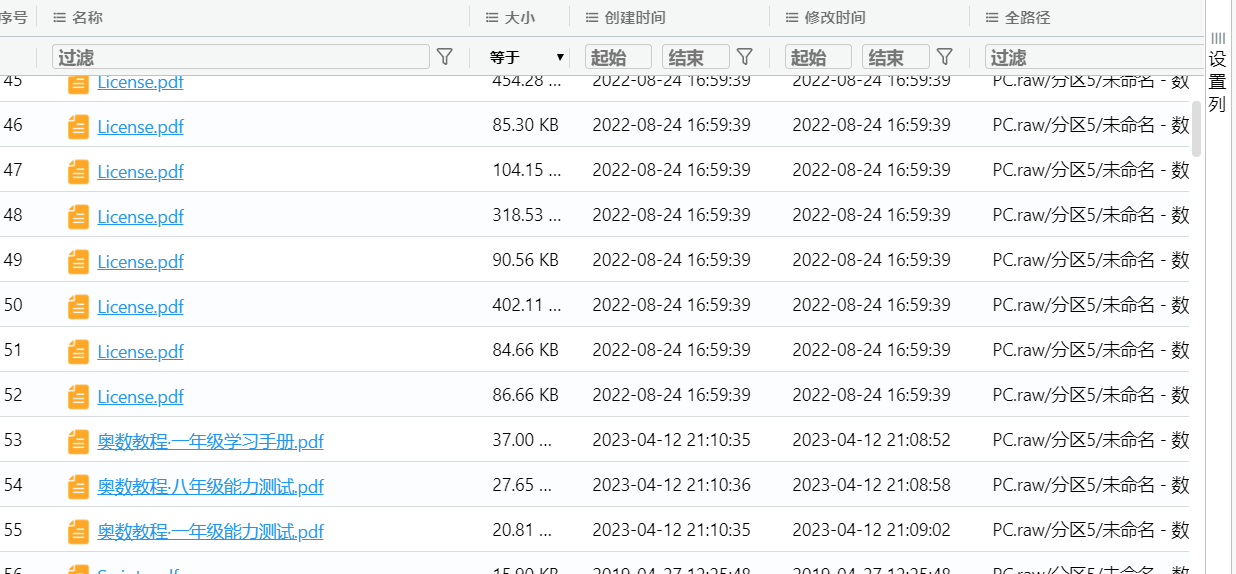 序号 名称 大小 创建时间 修改时间 全路径
过滤 等于 ▼ 起始 结束 起始 结束 过滤
设置列
45 License.pdf 454.28 ... 2022-08-24 16:59:39 2022-08-24 16:59:39 PC.raw/分区5/未命名 - 数
46 License.pdf 85.30 KB 2022-08-24 16:59:39 2022-08-24 16:59:39 PC.raw/分区5/未命名 - 数
47 License.pdf 104.15 ... 2022-08-24 16:59:39 2022-08-24 16:59:39 PC.raw/分区5/未命名 - 数
48 License.pdf 318.53 ... 2022-08-24 16:59:39 2022-08-24 16:59:39 PC.raw/分区5/未命名 - 数
49 License.pdf 90.56 KB 2022-08-24 16:59:39 2022-08-24 16:59:39 PC.raw/分区5/未命名 - 数
50 License.pdf 402.11 ... 2022-08-24 16:59:39 2022-08-24 16:59:39 PC.raw/分区5/未命名 - 数
51 License.pdf 84.66 KB 2022-08-24 16:59:39 2022-08-24 16:59:39 PC.raw/分区5/未命名 - 数
52 License.pdf 86.66 KB 2022-08-24 16:59:39 2022-08-24 16:59:39 PC.raw/分区5/未命名 - 数
53 奥数教程·一年级学习手册.pdf 37.00 ... 2023-04-12 21:10:35 2023-04-12 21:08:52 PC.raw/分区5/未命名 - 数
54 奥数教程·八年级能力测试.pdf 27.65 ... 2023-04-12 21:10:36 2023-04-12 21:08:58 PC.raw/分区5/未命名 - 数
55 奥数教程·一年级能力测试.pdf 20.81 ... 2023-04-12 21:10:35 2023-04-12 21:09:02 PC.raw/分区5/未命名 - 数
56 15.90 KB 2019-04-27 12:25:48 2019-04-27 12:25:48 PC.raw/分区5/未命名 - 数